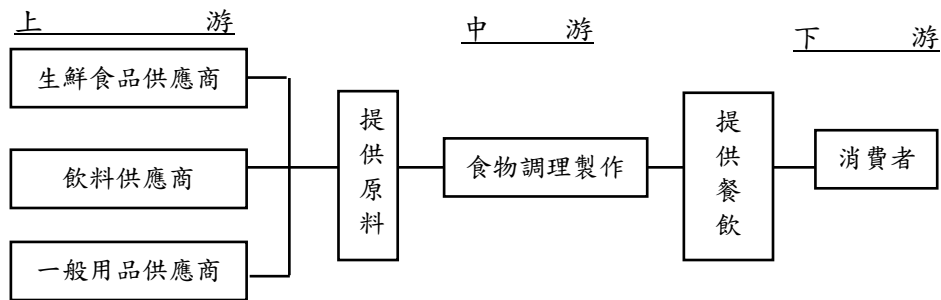 上游
中游
下游
生鮮食品供應商
飲料供應商
一般用品供應商
提供原料
食物調理製作
提供餐飲
消費者